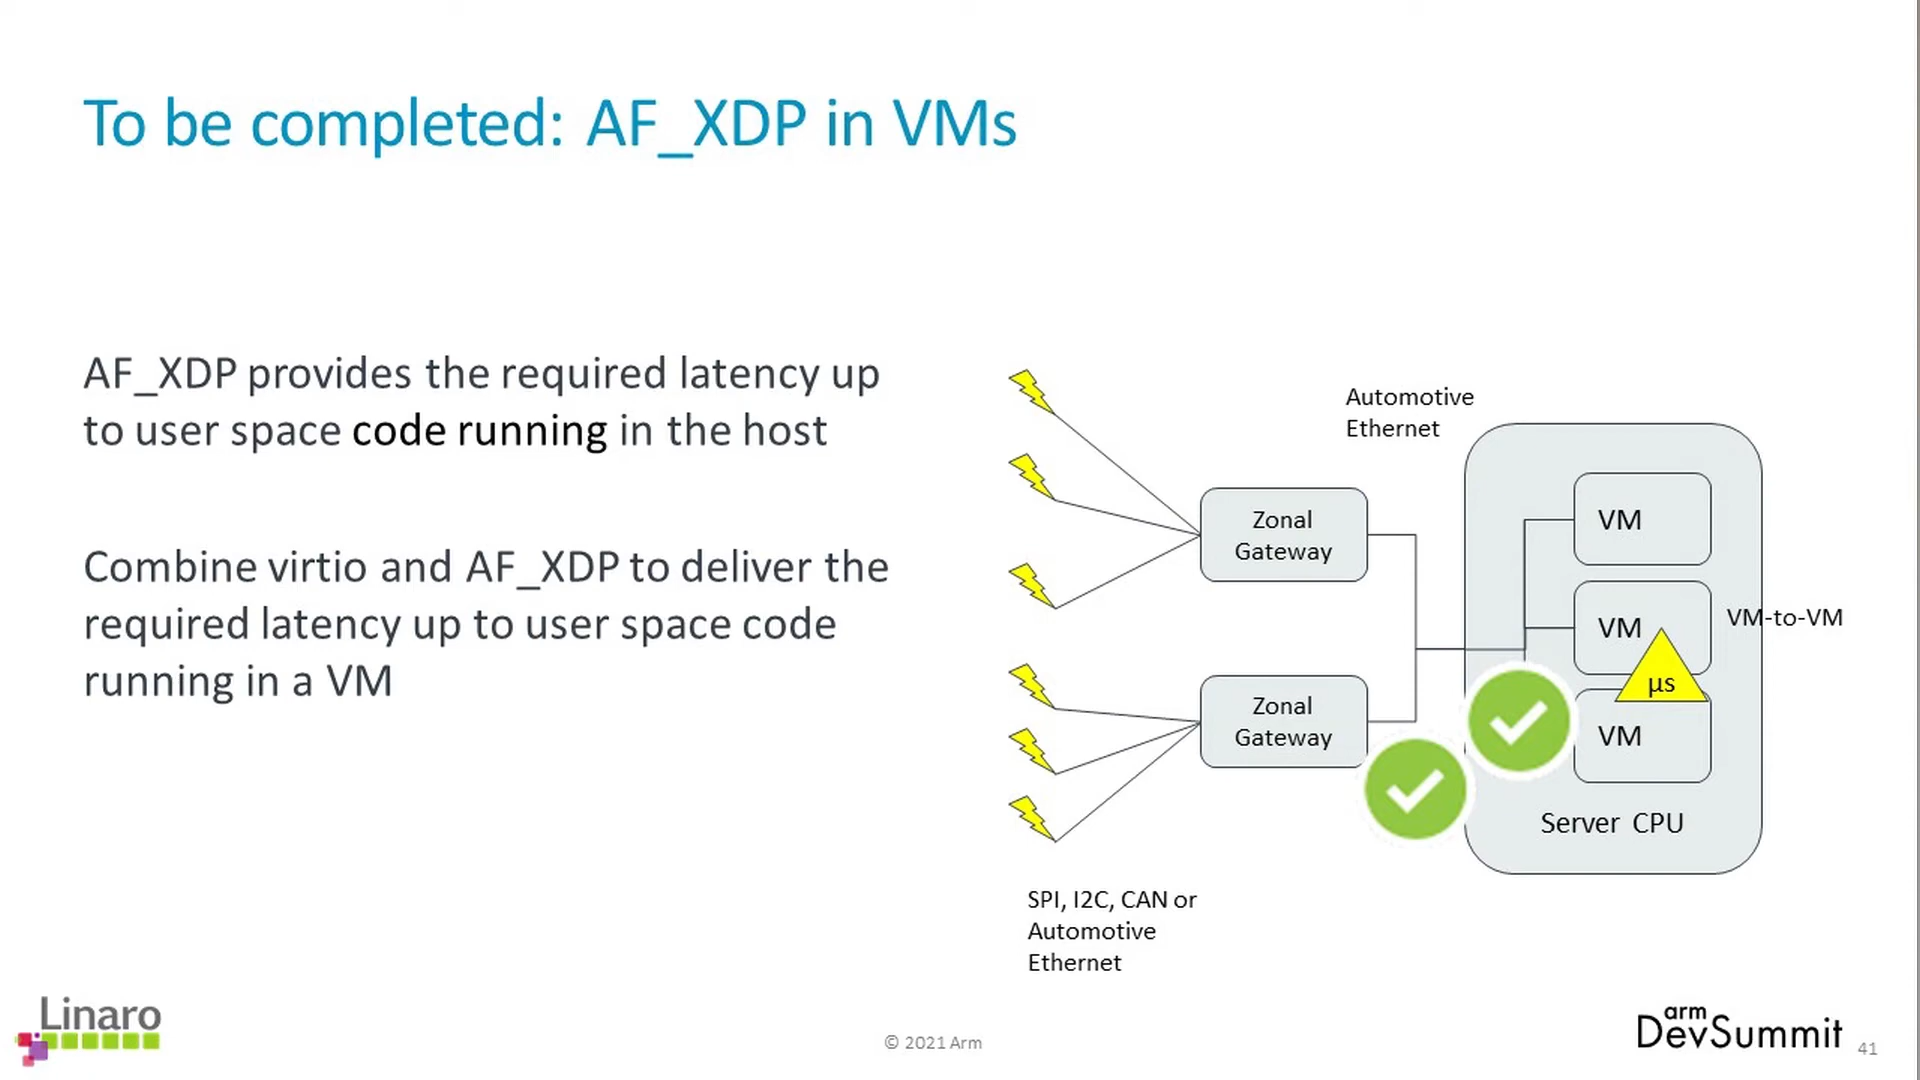 To be completed: AF_XDP in VMs
AF_XDP provides the required latency up
to user space code running in the host
Combine virtio and AF_XDP to deliver the
required latency up to user space code
running in a VM
Automotive
Ethernet
Zonal
Gateway
VM
VM
VM-to-VM
µs
Zonal
Gateway
VM
Server CPU
SPI, I2C, CAN or
Automotive
Ethernet
Linaro
© 2021 Arm
arm
DevSummit
41